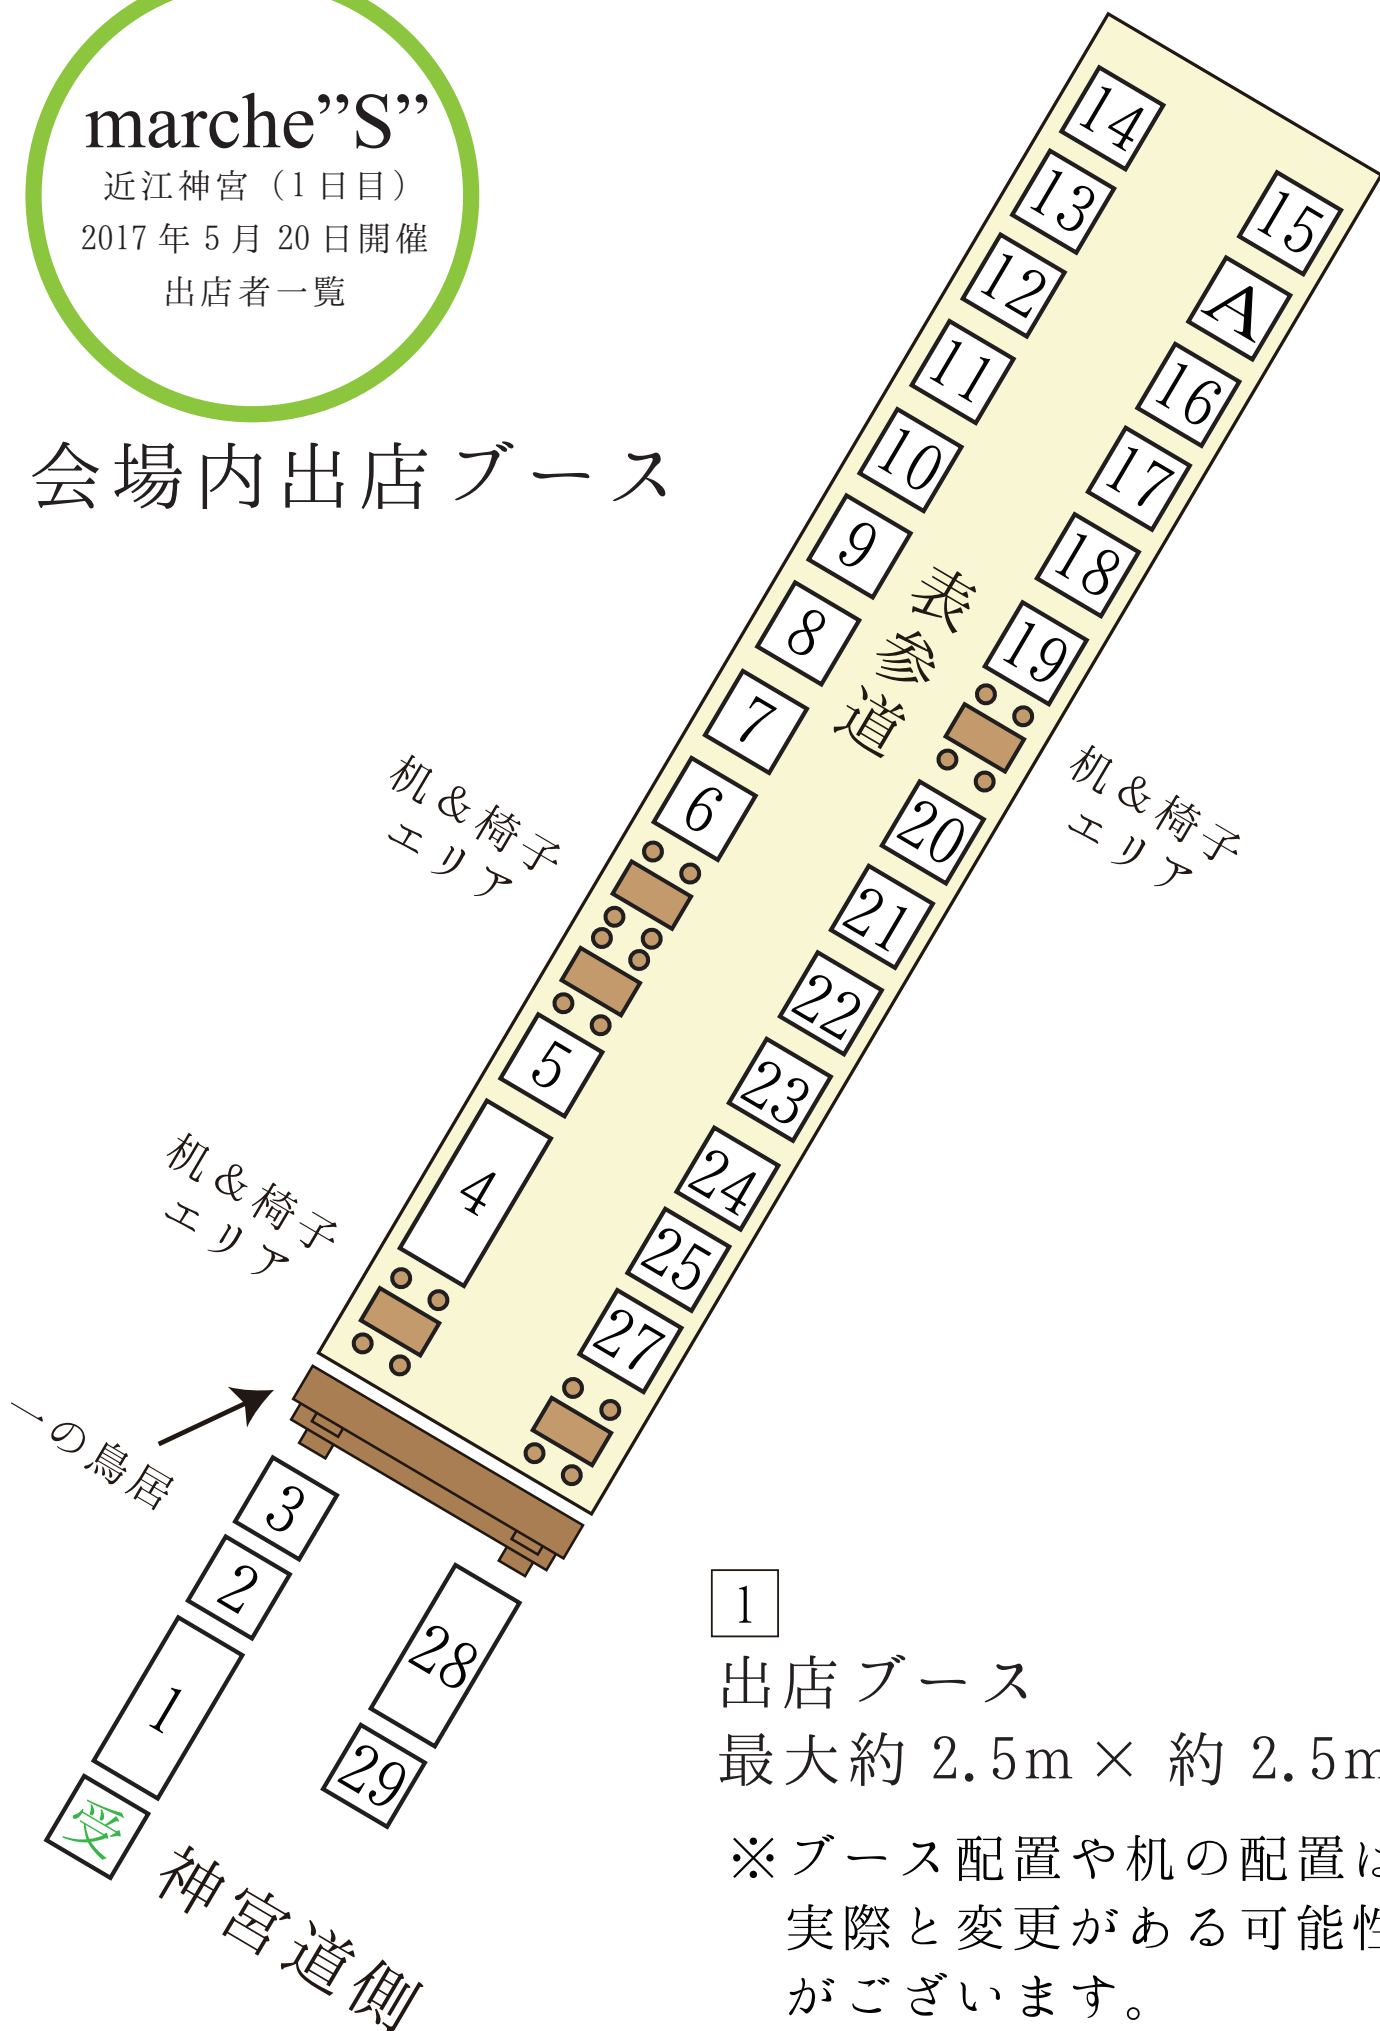 marche”S”
近江神宮（1日目）
2017年5月20日開催
出店者一覧
会場内出店ブース
14
13
12
11
10
9
8
7
6
5
4
15
A
16
17
18
19
20
21
22
23
24
25
27
表参道
机＆椅子
エリア
机＆椅子
エリア
机＆椅子
エリア
一の鳥居
3
2
1
受
28
29
神宮道側
1
出店ブース
最大約 2.5m × 約 2.5m
※ブース配置や机の配置は
実際と変更がある可能性
がございます。